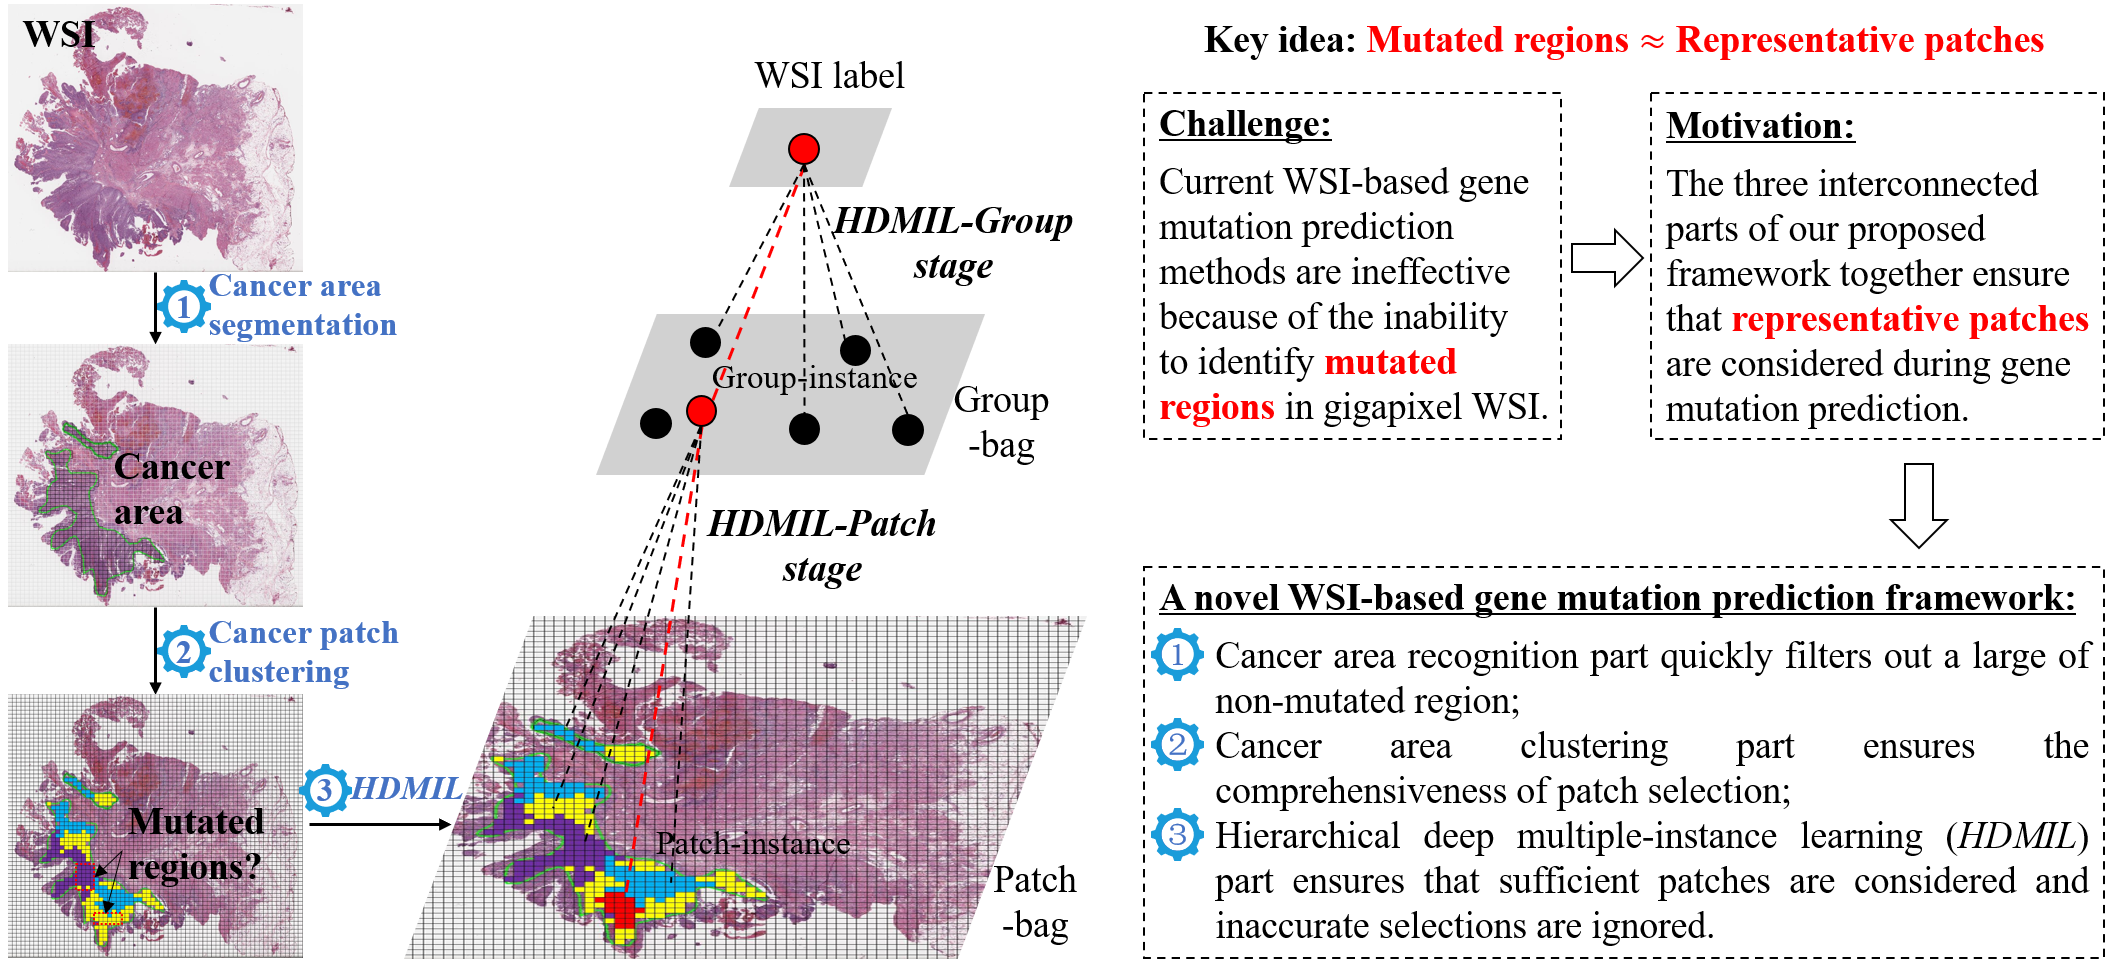 WSI
1 Cancer area
segmentation
Cancer
area
2 Cancer patch
clustering
Mutated
regions?
3 HDMIL
WSI label
HDMIL-Group
stage
Group-instance
Group
-bag
HDMIL-Patch
stage
Patch-instance
Patch
-bag
Key idea: Mutated regions ≈ Representative patches
Challenge:
Current WSI-based gene
mutation prediction
methods are ineffective
because of the inability
to identify mutated
regions in gigapixel WSI.
Motivation:
The three interconnected
parts of our proposed
framework together ensure
that representative patches
are considered during gene
mutation prediction.
A novel WSI-based gene mutation prediction framework:
1 Cancer area recognition part quickly filters out a large of
non-mutated region;
2 Cancer area clustering part ensures the
comprehensiveness of patch selection;
3 Hierarchical deep multiple-instance learning (HDMIL)
part ensures that sufficient patches are considered and
inaccurate selections are ignored.